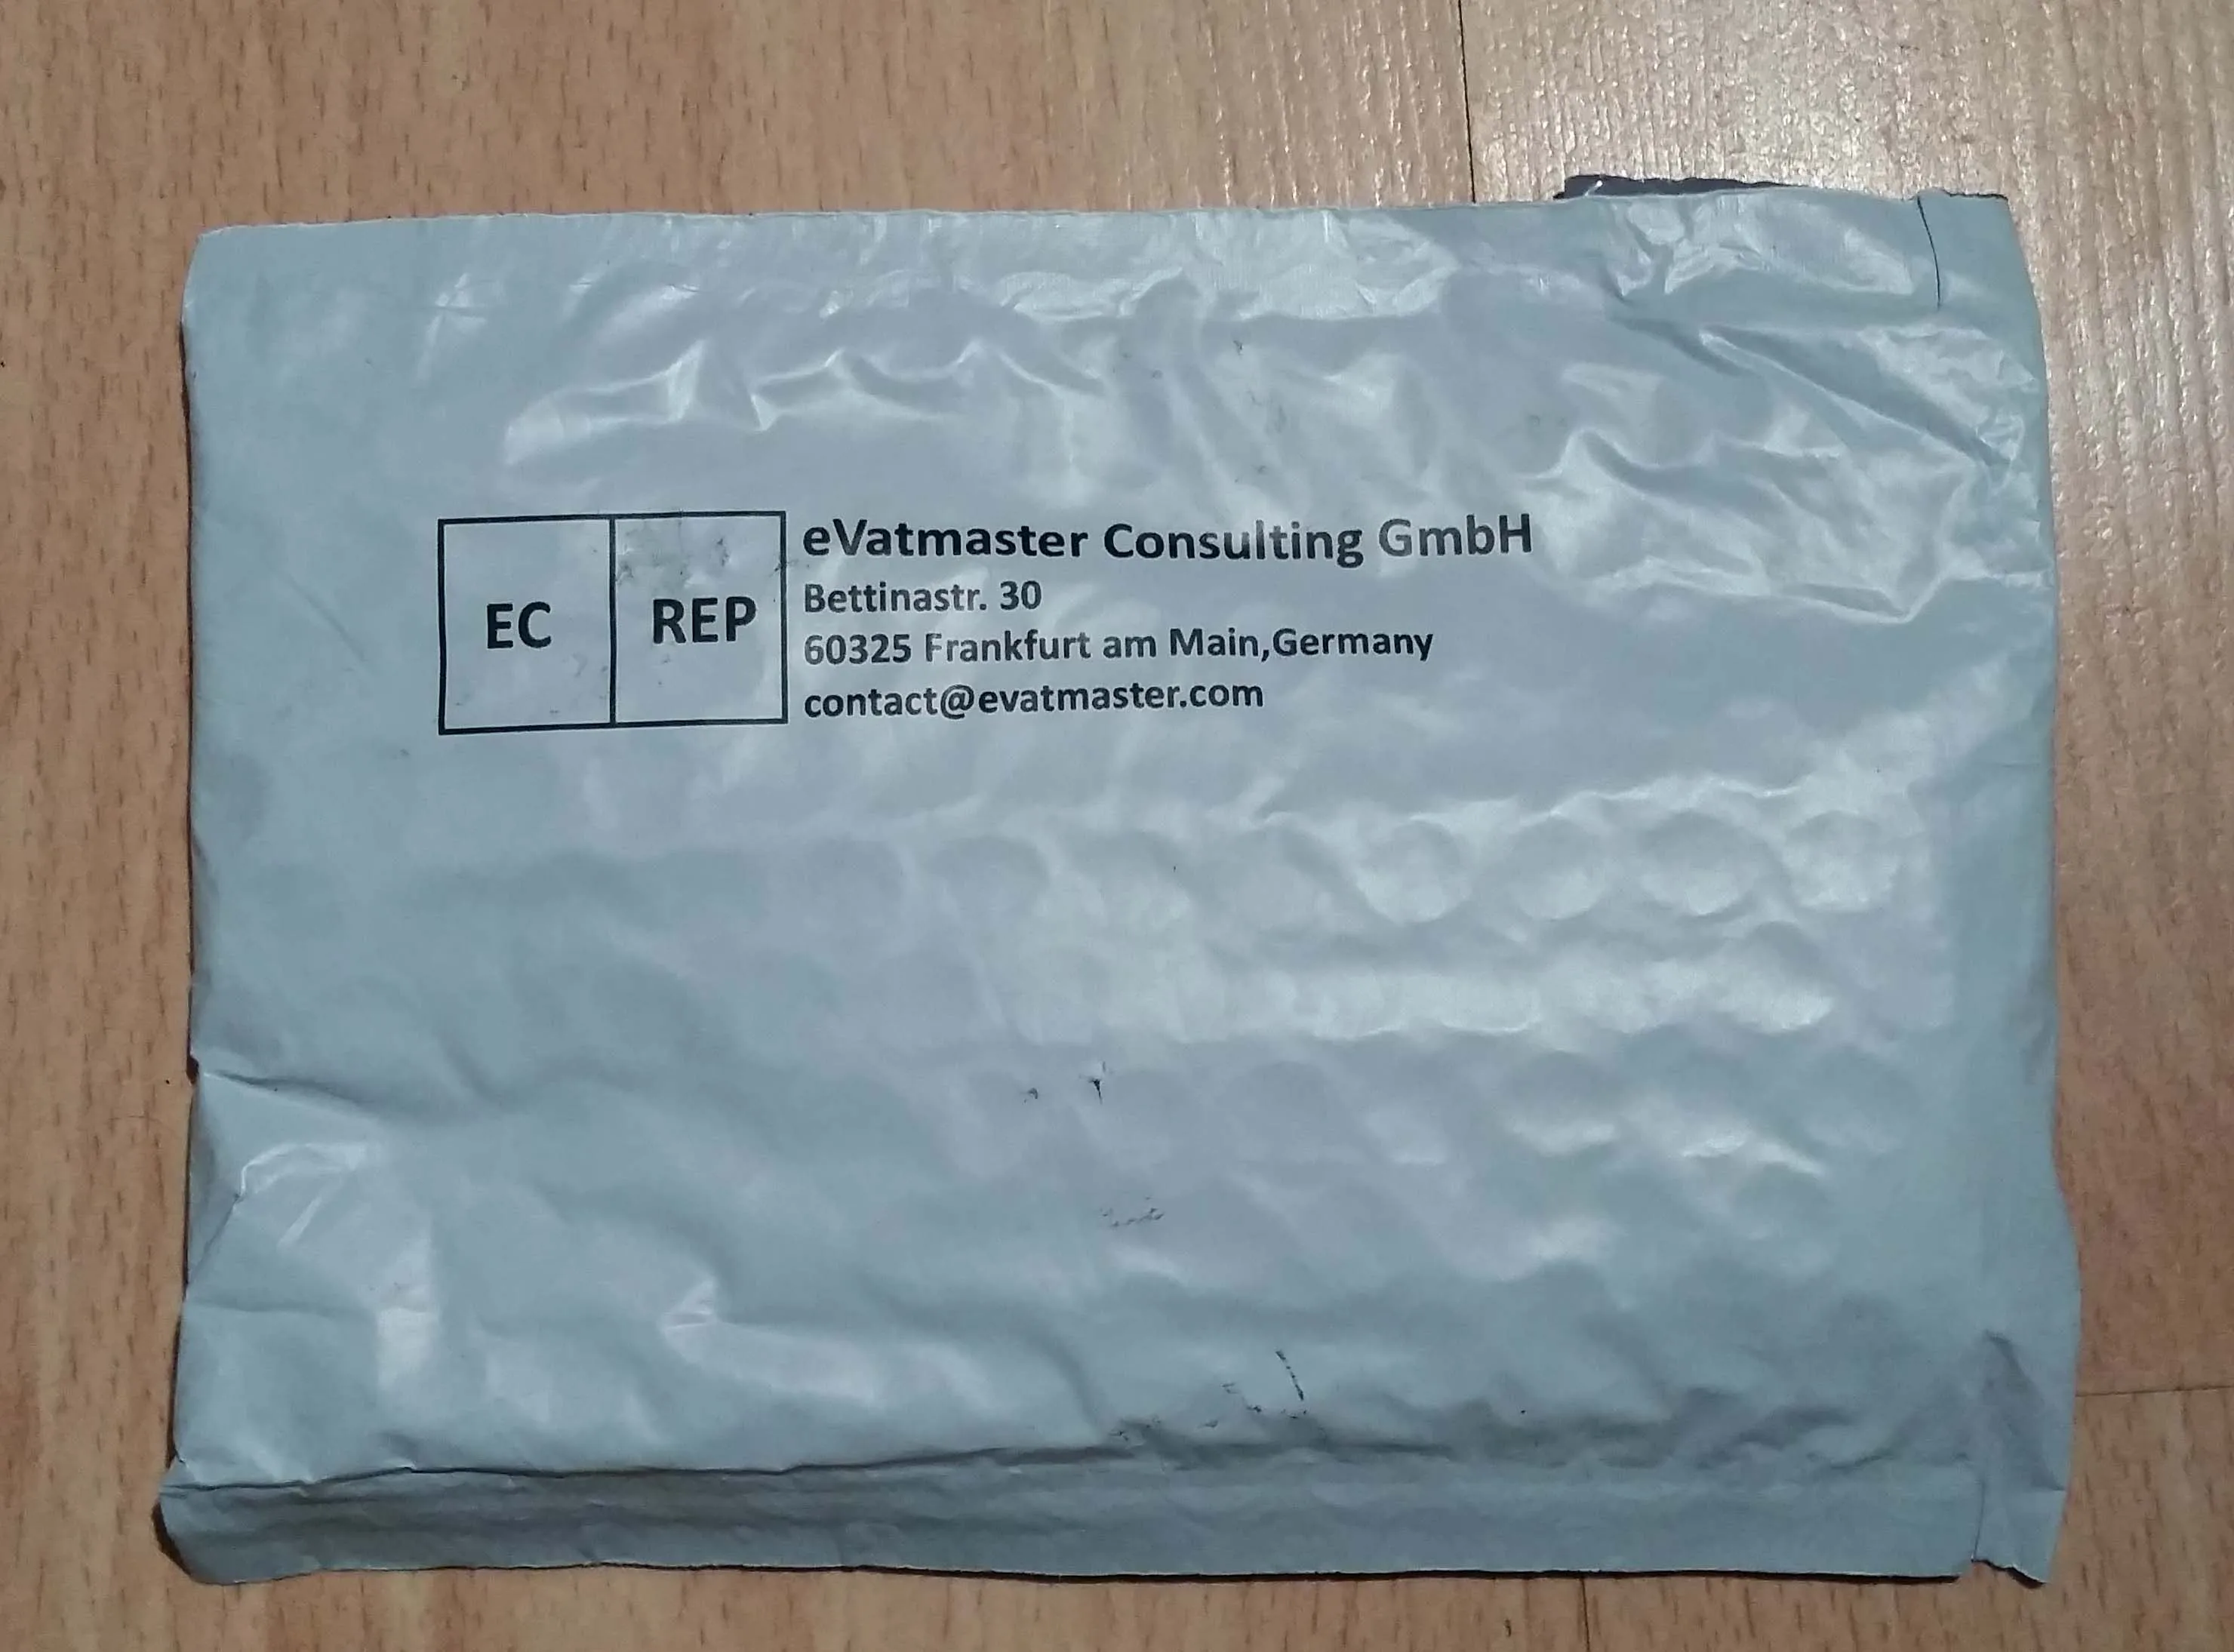 EC REP
eVatmaster Consulting GmbH
Bettinastr. 30
60325 Frankfurt am Main,Germany
contact@evatmaster.com